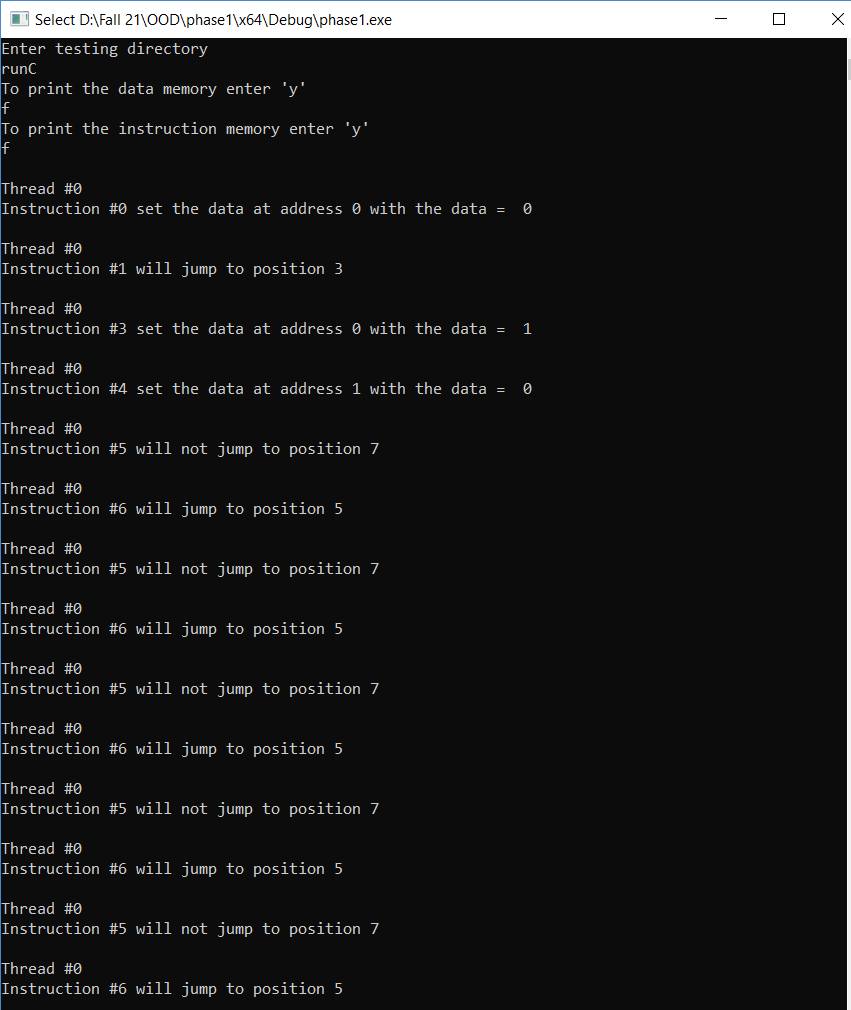 Select D:\Fall 21\OOD\phase1\x64\Debug\phase1.exe
Enter testing directory
runC
To print the data memory enter 'y'
f
To print the instruction memory enter 'y'
f
Thread #0
Instruction #0 set the data at address 0 with the data =  0
Thread #0
Instruction #1 will jump to position 3
Thread #0
Instruction #3 set the data at address 0 with the data =  1
Thread #0
Instruction #4 set the data at address 1 with the data =  0
Thread #0
Instruction #5 will not jump to position 7
Thread #0
Instruction #6 will jump to position 5
Thread #0
Instruction #5 will not jump to position 7
Thread #0
Instruction #6 will jump to position 5
Thread #0
Instruction #5 will not jump to position 7
Thread #0
Instruction #6 will jump to position 5
Thread #0
Instruction #5 will not jump to position 7
Thread #0
Instruction #6 will jump to position 5
Thread #0
Instruction #5 will not jump to position 7
Thread #0
Instruction #6 will jump to position 5